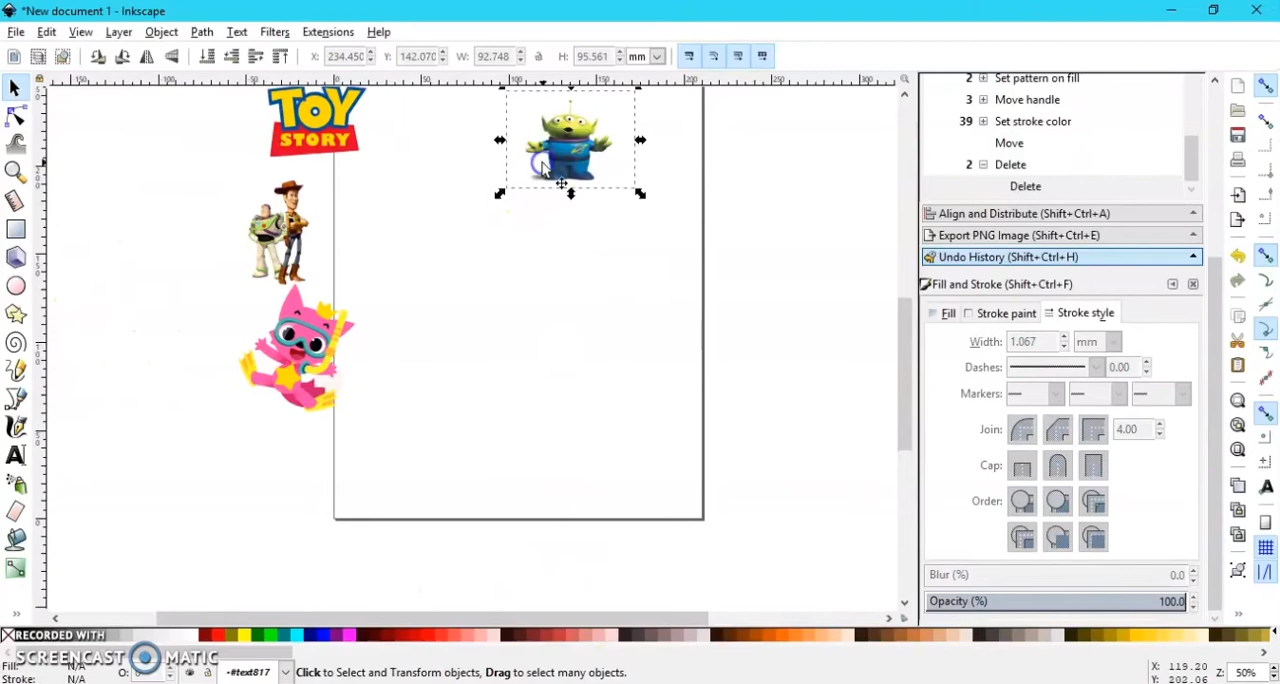 *New document 1 - Inkscape
File Edit View Layer Object Path Text Filters Extensions Help
X: 234.450 Y: 142.070 W: 92.748 H: 95.561 mm
TOY
STORY
2 Set pattern on fill
3 Move handle
39 Set stroke color
Move
2 Delete
Delete
Align and Distribute (Shift+Ctrl+A)
Export PNG Image (Shift+Ctrl+E)
Undo History (Shift+Ctrl+H)
Fill and Stroke (Shift+Ctrl+F)
Fill Stroke paint Stroke style
Width: 1.067 mm
Dashes: 0.00
Markers:
Join: 4.00
Cap:
Order:
Blur (%) 0.0
Opacity (%) 100.0
RECORDED WITH
SCREENCAST MATIC
Fill: N/A
Stroke: N/A
O:
#text817
Click to Select and Transform objects, Drag to select many objects.
X: 119.20
Y: 202.06
Z: 50%